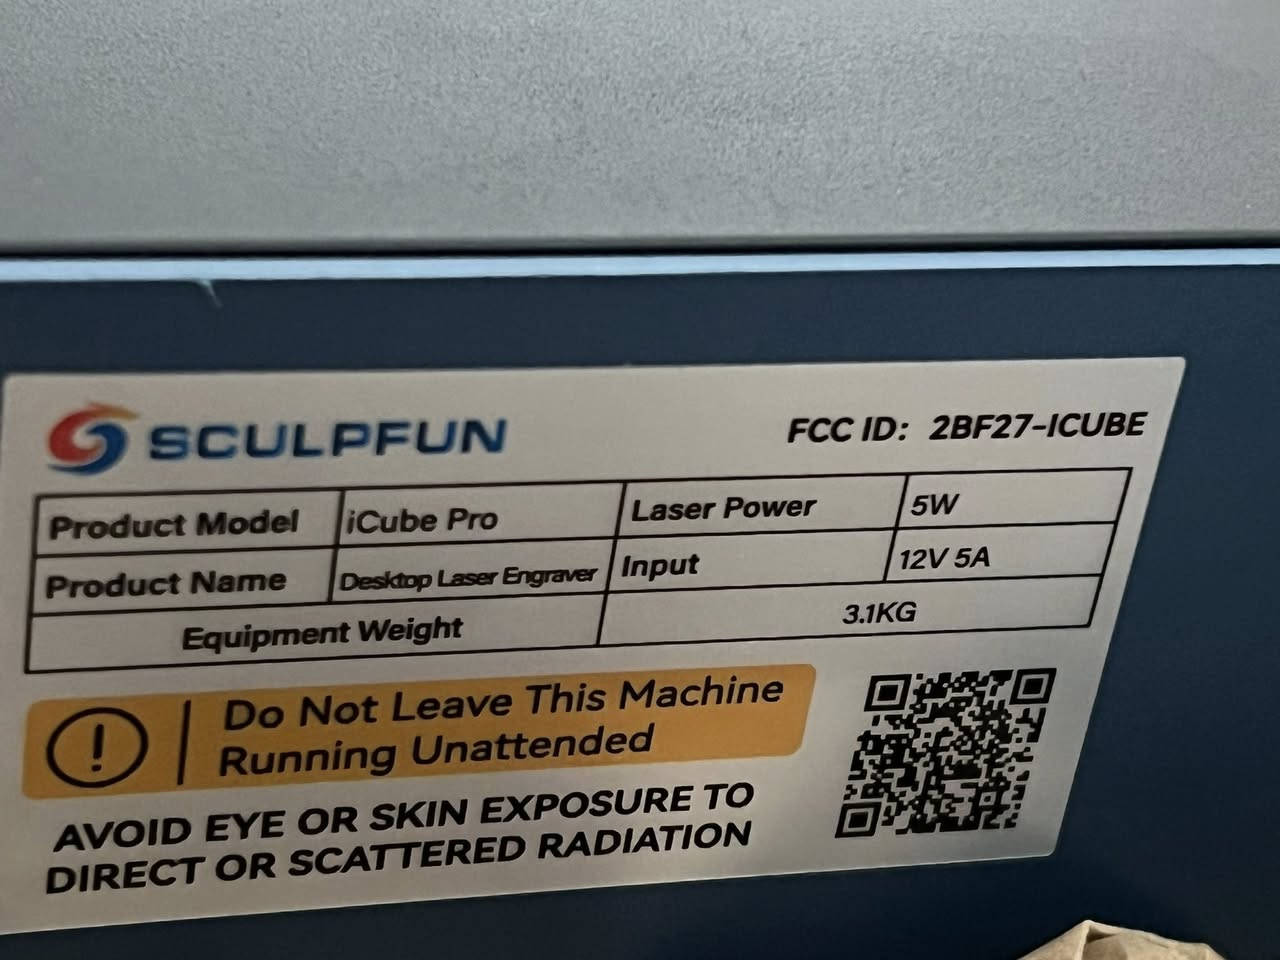 SCULPFUN
FCC ID: 2BF27-ICUBE
Product Model iCube Pro Laser Power 5W
Product Name Desktop Laser Engraver Input 12V 5A
Equipment Weight 3.1KG
! Do Not Leave This Machine
Running Unattended
AVOID EYE OR SKIN EXPOSURE TO
DIRECT OR SCATTERED RADIATION